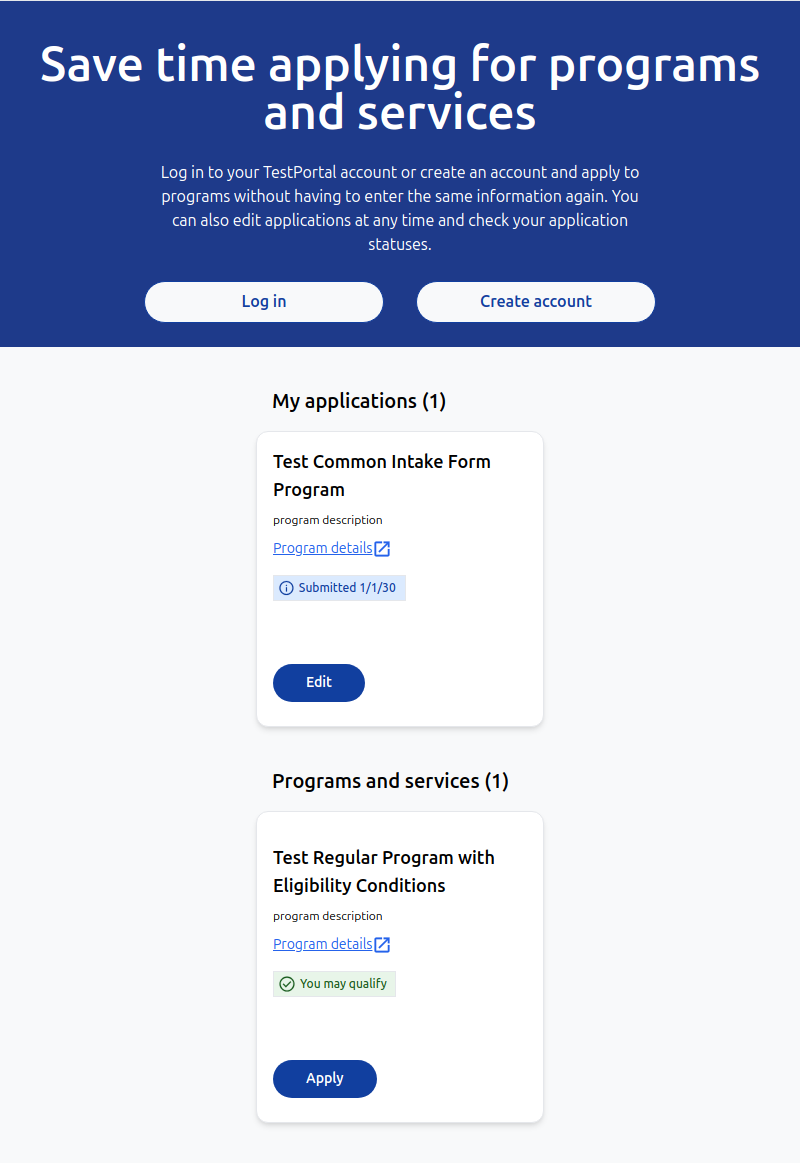 Save time applying for programs
and services
Log in to your TestPortal account or create an account and apply to
programs without having to enter the same information again. You
can also edit applications at any time and check your application
statuses.
Log in
Create account
My applications (1)
Test Common Intake Form
Program
program description
Program details
Submitted 1/1/30
Edit
Programs and services (1)
Test Regular Program with
Eligibility Conditions
program description
Program details
You may qualify
Apply